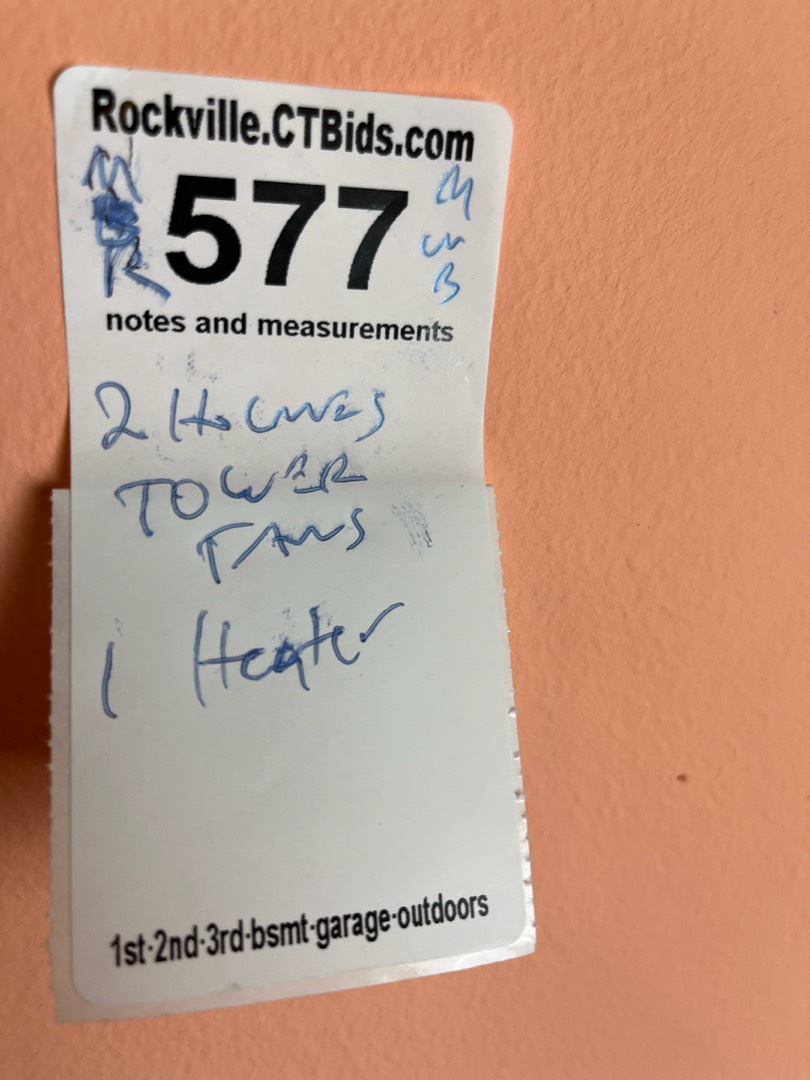 Rockville.CTBids.com
577
M
B
notes and measurements
2 HOLMES
TOWER
FANS
1 Heater
1st·2nd·3rd·bsmt·garage·outdoors